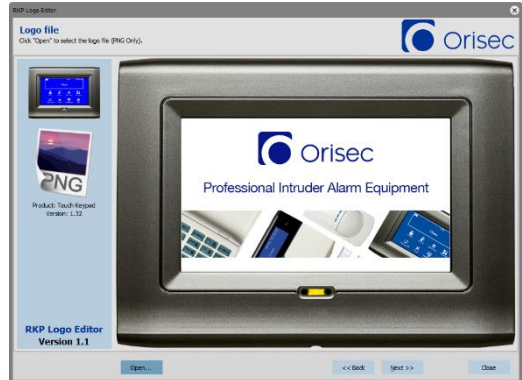 RKP Logo Editor
Logo file
Click "Open" to select the logo file (PNG Only).
Orisec
PNG
Product: Touch Keypad
Version: 1.32
Orisec
Professional Intruder Alarm Equipment
RKP Logo Editor
Version 1.1
Open...
<< Back
Next >>
Close